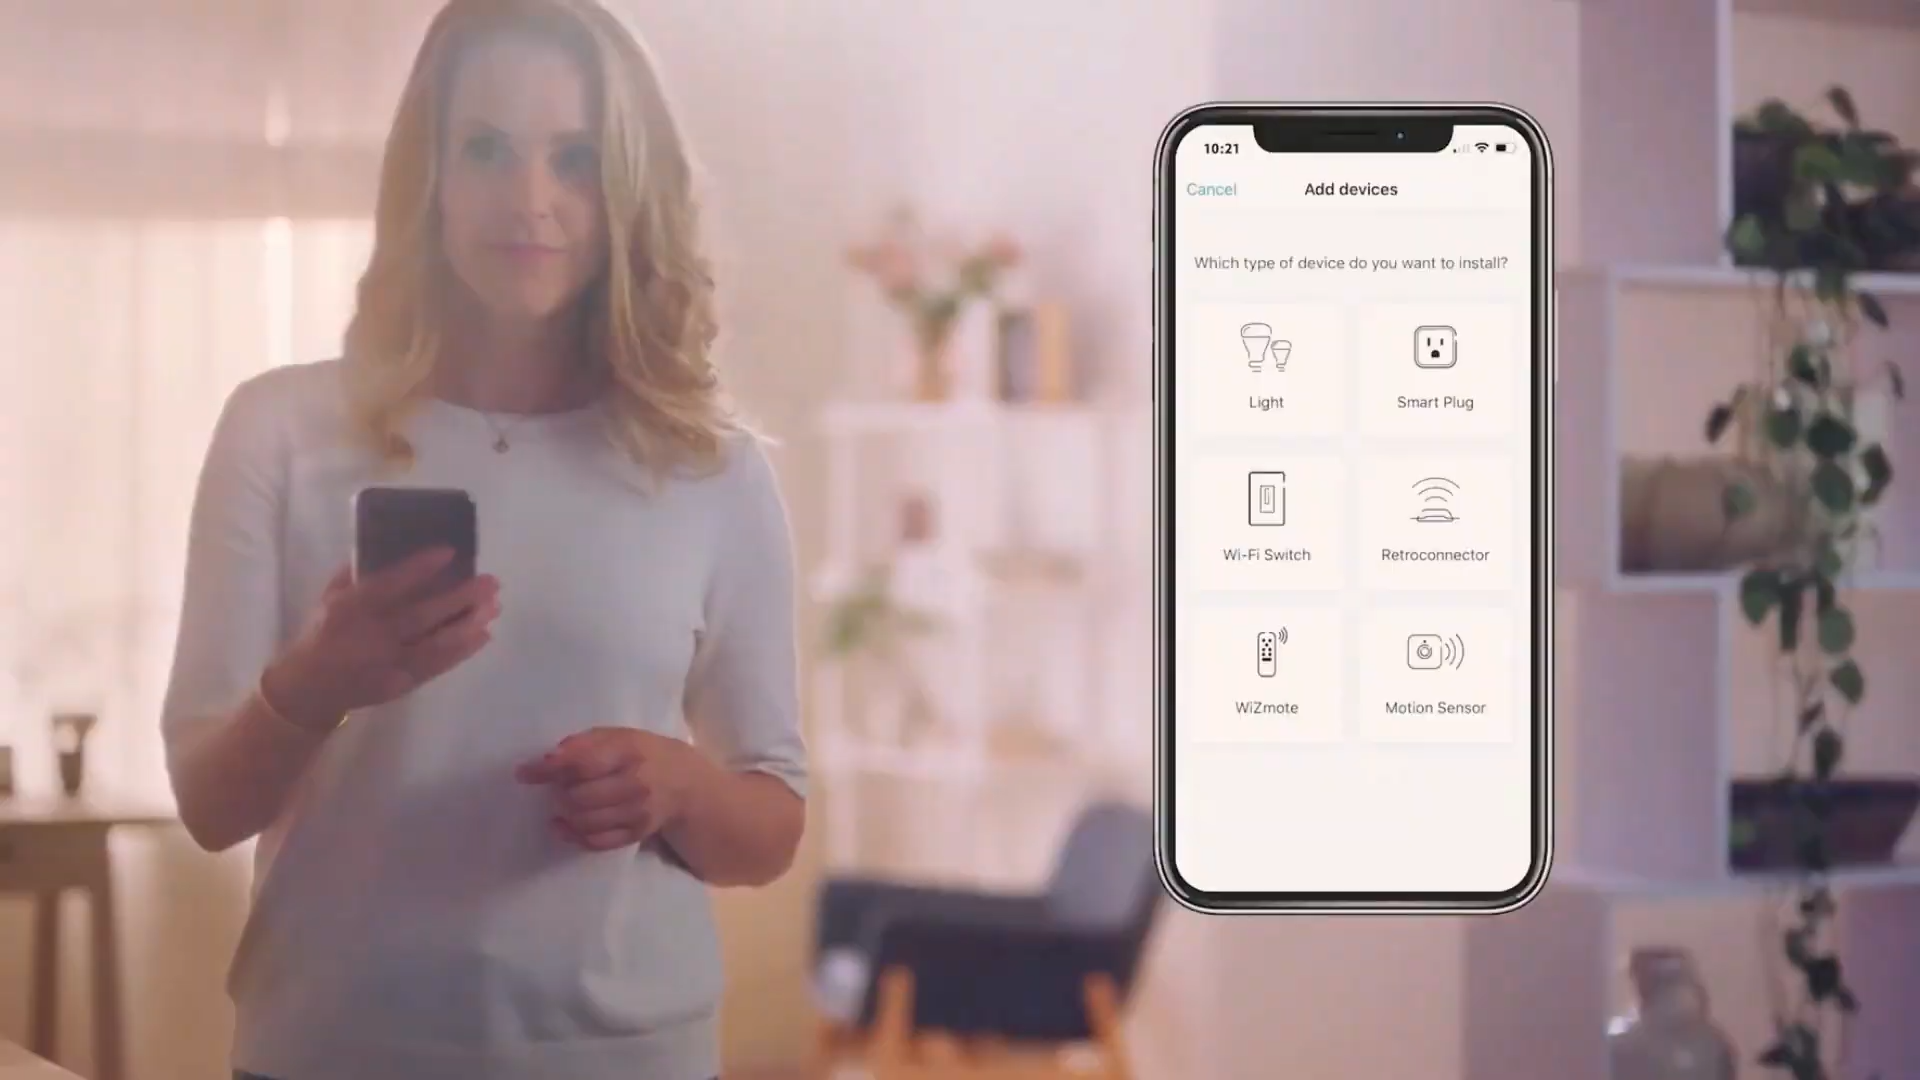 10:21
Cancel
Add devices
Which type of device do you want to install?
Light
Smart Plug
Wi-Fi Switch
Retroconnector
WiZmote
Motion Sensor